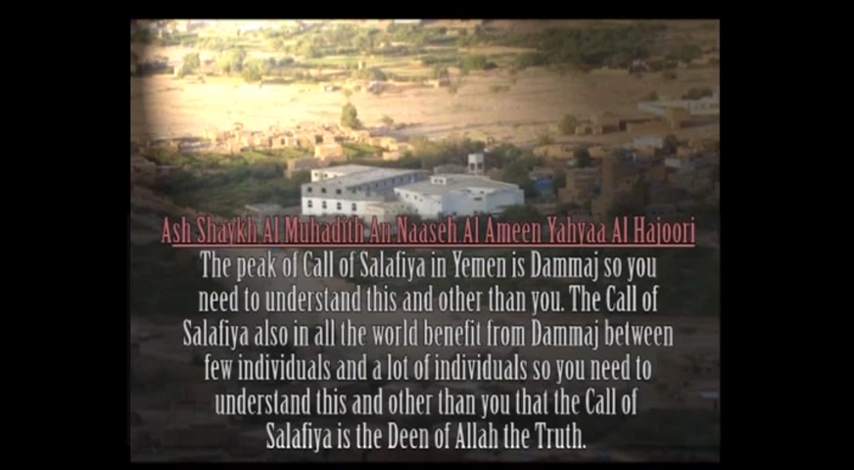 Ash Shaykh Al Muhadith An Naaseh Al Ameen Yahyaa Al Hajoori
The peak of Call of Salafiya in Yemen is Dammaj so you
need to understand this and other than you. The Call of
Salafiya also in all the world benefit from Dammaj between
few individuals and a lot of individuals so you need to
understand this and other than you that the Call of
Salafiya is the Deen of Allah the Truth.